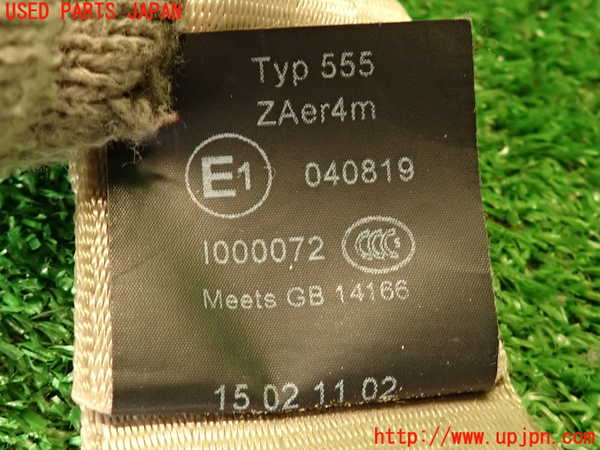 USED PARTS JAPAN
Typ 555
ZAer4m
E1 040819
I000072 CCC S
Meets GB 14166
15.02 11.02
http://www.upjpn.com/